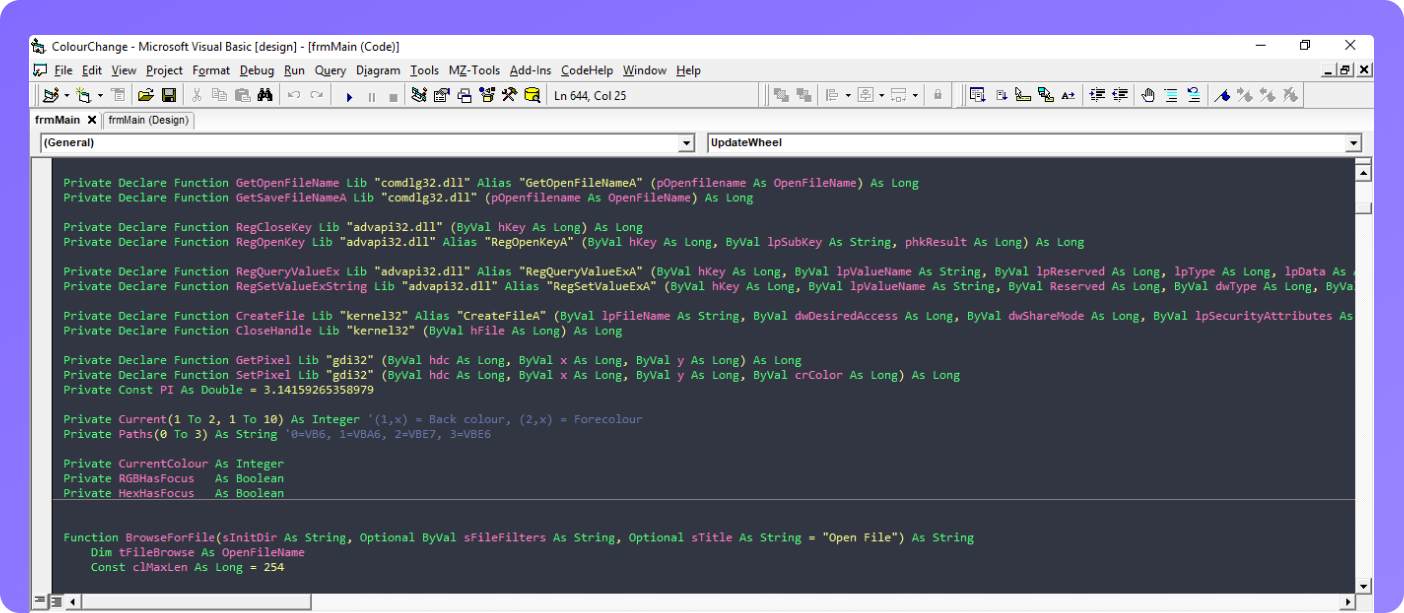 ColourChange - Microsoft Visual Basic [design] - [frmMain (Code)]
File Edit View Project Format Debug Run Query Diagram Tools MZ-Tools Add-Ins CodeHelp Window Help
Ln 644, Col 25
frmMain frmMain (Design)
(General) UpdateWheel
Private Declare Function GetOpenFileName Lib "comdlg32.dll" Alias "GetOpenFileNameA" (pOpenfilename As OpenFileName) As Long
Private Declare Function GetSaveFileNameA Lib "comdlg32.dll" (pOpenfilename As OpenFileName) As Long
Private Declare Function RegCloseKey Lib "advapi32.dll" (ByVal hKey As Long) As Long
Private Declare Function RegOpenKey Lib "advapi32.dll" Alias "RegOpenKeyA" (ByVal hKey As Long, ByVal lpSubKey As String, phkResult As Long) As Long
Private Declare Function RegQueryValueEx Lib "advapi32.dll" Alias "RegQueryValueExA" (ByVal hKey As Long, ByVal lpValueName As String, ByVal lpReserved As Long, lpType As Long, lpData As
Private Declare Function RegSetValueExString Lib "advapi32.dll" Alias "RegSetValueExA" (ByVal hKey As Long, ByVal lpValueName As String, ByVal Reserved As Long, ByVal dwType As Long, ByVa
Private Declare Function CreateFile Lib "kernel32" Alias "CreateFileA" (ByVal lpFileName As String, ByVal dwDesiredAccess As Long, ByVal dwShareMode As Long, ByVal lpSecurityAttributes As
Private Declare Function CloseHandle Lib "kernel32" (ByVal hFile As Long) As Long
Private Declare Function GetPixel Lib "gdi32" (ByVal hdc As Long, ByVal x As Long, ByVal y As Long) As Long
Private Declare Function SetPixel Lib "gdi32" (ByVal hdc As Long, ByVal x As Long, ByVal y As Long, ByVal crColor As Long) As Long
Private Const PI As Double = 3.14159265358979
Private Current(1 To 2, 1 To 10) As Integer '(1,x) = Back colour, (2,x) = Forecolour
Private Paths(0 To 3) As String '0=VB6, 1=VBA6, 2=VBE7, 3=VBE6
Private CurrentColour As Integer
Private RGBHasFocus As Boolean
Private HexHasFocus As Boolean
Function BrowseForFile(sInitDir As String, Optional ByVal sFileFilters As String, Optional sTitle As String = "Open File") As String
Dim tFileBrowse As OpenFileName
Const clMaxLen As Long = 254